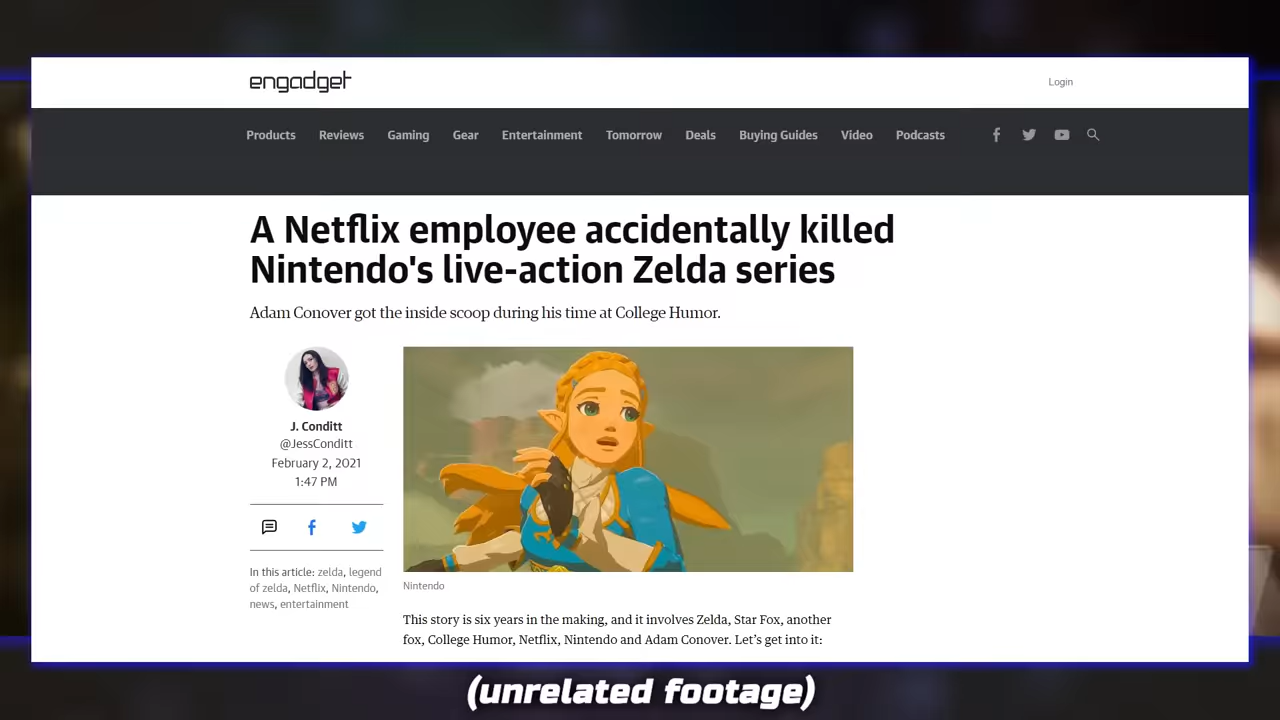 engadget
Login
Products Reviews Gaming Gear Entertainment Tomorrow Deals Buying Guides Video Podcasts
A Netflix employee accidentally killed
Nintendo's live-action Zelda series
Adam Conover got the inside scoop during his time at College Humor.
J. Conditt
@JessConditt
February 2, 2021
1:47 PM
In this article: zelda, legend
of zelda, Netflix, Nintendo,
news, entertainment
Nintendo
This story is six years in the making, and it involves Zelda, Star Fox, another
fox, College Humor, Netflix, Nintendo and Adam Conover. Let’s get into it:
(unrelated footage)